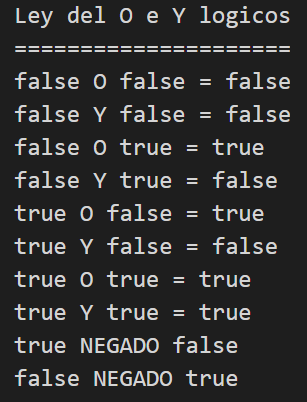 Ley del O e Y logicos
=====================
false O false = false
false Y false = false
false O true = true
false Y true = false
true O false = true
true Y false = false
true O true = true
true Y true = true
true NEGADO false
false NEGADO true